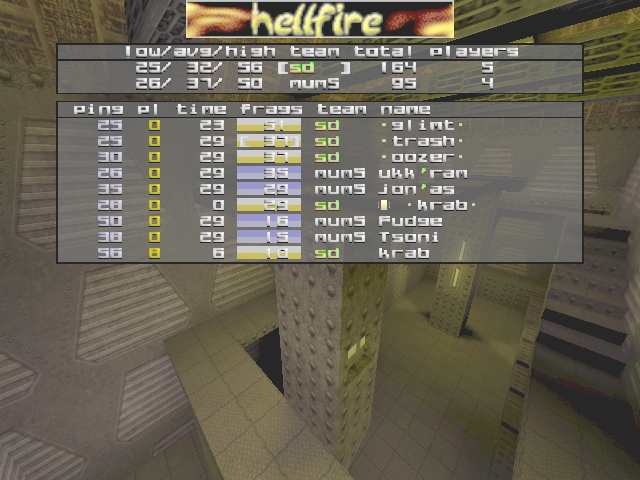 hellfire
low/avg/high team total players
25/ 32/ 56 [sd ] 164 5
26/ 37/ 50 mumS 95 4
ping pl time frags team name
25 0 29 51 sd ·glimt·
25 0 29 [ 37] sd ·trash·
30 0 29 37 sd ·oozer·
26 0 29 35 mumS ukk'ram
35 0 29 29 mumS jon'as
28 0 0 29 sd ·krab·
50 0 29 16 mumS Fudge
38 0 29 15 mumS Tsoni
56 8 6 10 sd krab